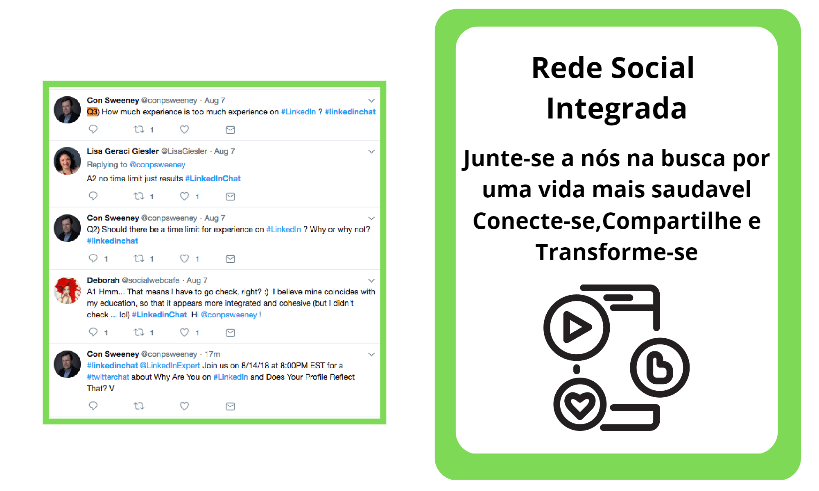 Con Sweeney @conpsweeney · Aug 7
Q3) How much experience is too much experience on #LinkedIn ? #linkedinchat
1
Lisa Geraci Giesler @LisaGiesler · Aug 7
Replying to @conpsweeney
A2 no time limit just results #LinkedInChat
1 1
Con Sweeney @conpsweeney · Aug 7
Q2) Should there be a time limit for experience on #LinkedIn ? Why or why not?
#linkedinchat
1 1 1
Deborah @socialwebcafe · Aug 7
A1 Hmm... That means I have to go check, right? :) I believe mine coincides with
my education, so that it appears more integrated and cohesive (but I didn't
check ... lol) #LinkedinChat. Hi @conpsweeney !
1 1 1
Con Sweeney @conpsweeney · 17m
#linkedinchat @LinkedInExpert Join us on 8/14/18 at 8:00PM EST for a
#twitterchat about Why Are You on #LinkedIn and Does Your Profile Reflect
That? V
Rede Social
Integrada
Junte-se a nós na busca por
uma vida mais saudavel
Conecte-se,Compartilhe e
Transforme-se